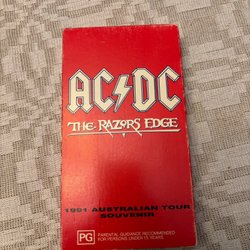 AC⚡DC
THE RAZORS EDGE
1991 AUSTRALIAN TOUR
SOUVENIR
PG
PARENTAL GUIDANCE RECOMMENDED
FOR PERSONS UNDER 15 YEARS